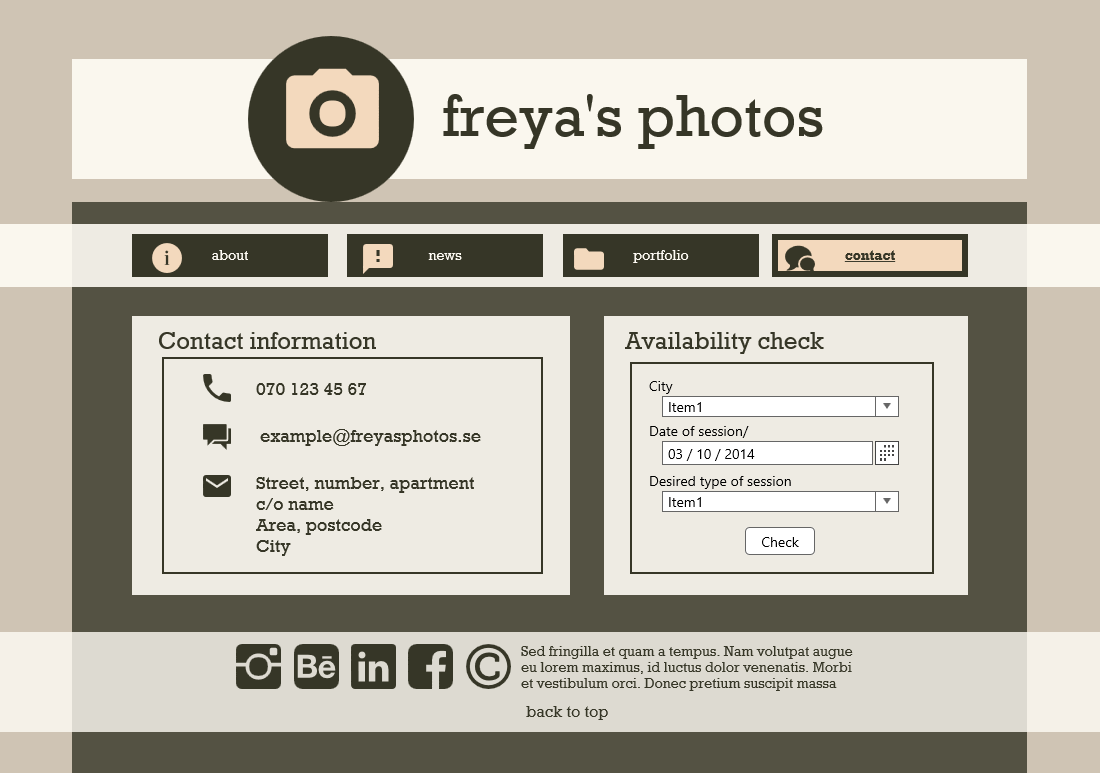 freya's photos
i about
! news
portfolio
contact
Contact information
070 123 45 67
example@freyasphotos.se
Street, number, apartment
c/o name
Area, postcode
City
Availability check
City
Item1
Date of session/
03 / 10 / 2014
Desired type of session
Item1
Check
Bē in f ©
Sed fringilla et quam a tempus. Nam volutpat augue
eu lorem maximus, id luctus dolor venenatis. Morbi
et vestibulum orci. Donec pretium suscipit massa
back to top